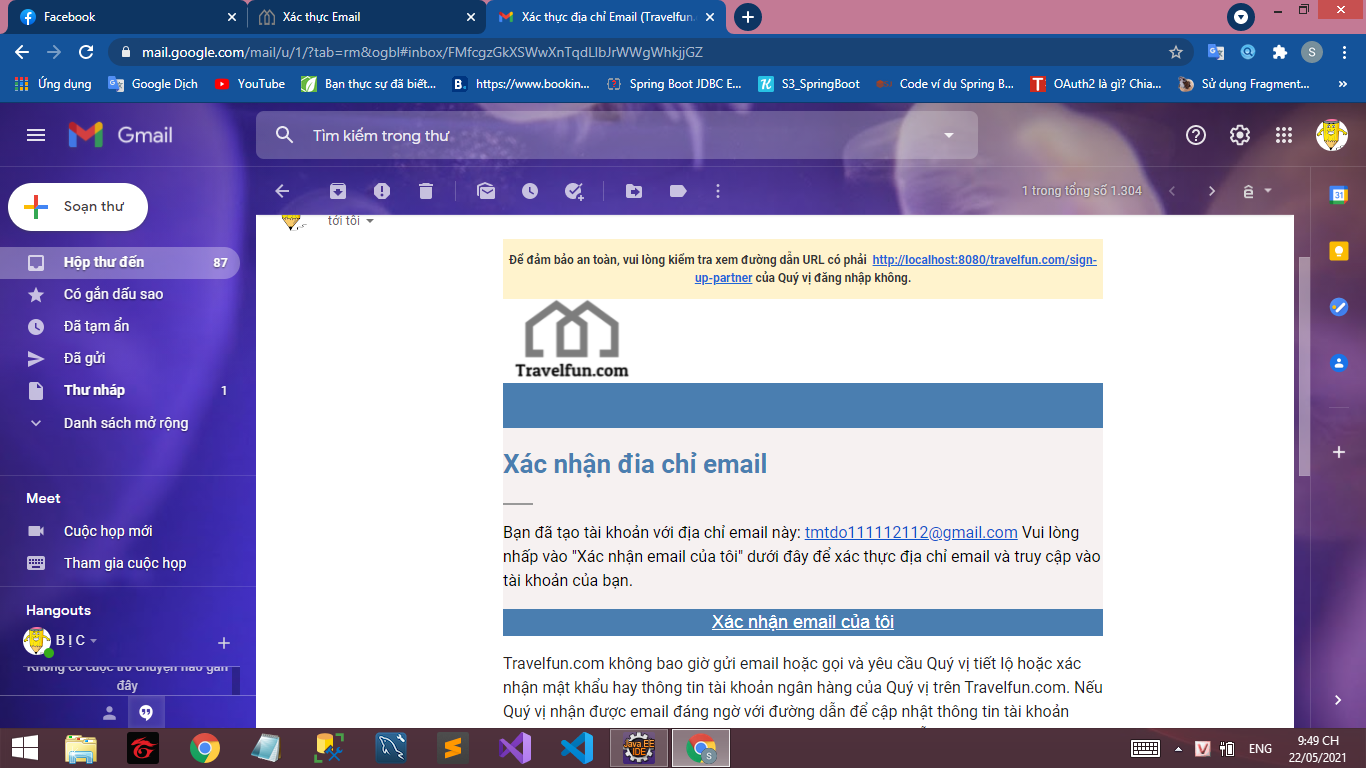 Facebook
Xác thực Email
Xác thực địa chỉ Email (Travelfun.
mail.google.com/mail/u/1/?tab=rm&ogbl#inbox/FMfcgzGkXSWwXnTqdLlbJrWWgWhkjjGZ
S
Ứng dụng
Google Dịch
YouTube
Bạn thực sự đã biết...
https://www.bookin...
Spring Boot JDBC E...
S3_SpringBoot
Code ví dụ Spring B...
OAuth2 là gì? Chia...
Sử dụng Fragment...
Gmail
Tìm kiếm trong thư
Soạn thư
1 trong tổng số 1.304
Hộp thư đến 87
Có gắn dấu sao
Đã tạm ẩn
Đã gửi
Thư nháp 1
Danh sách mở rộng
Meet
Cuộc họp mới
Tham gia cuộc họp
Hangouts
B I C
Không có cuộc trò chuyện nào gần
đây
tới tôi
Để đảm bảo an toàn, vui lòng kiểm tra xem đường dẫn URL có phải http://localhost:8080/travelfun.com/sign-
up-partner của Quý vị đăng nhập không.
Travelfun.com
Xác nhận đia chỉ email
Bạn đã tạo tài khoản với địa chỉ email này: tmtdo111112112@gmail.com Vui lòng
nhấp vào "Xác nhận email của tôi" dưới đây để xác thực địa chỉ email và truy cập vào
tài khoản của bạn.
Xác nhận email của tôi
Travelfun.com không bao giờ gửi email hoặc gọi và yêu cầu Quý vị tiết lộ hoặc xác
nhận mật khẩu hay thông tin tài khoản ngân hàng của Quý vị trên Travelfun.com. Nếu
Quý vị nhận được email đáng ngờ với đường dẫn để cập nhật thông tin tài khoản
31
Java EE
IDE
S
V
ENG
9:49 CH
22/05/2021